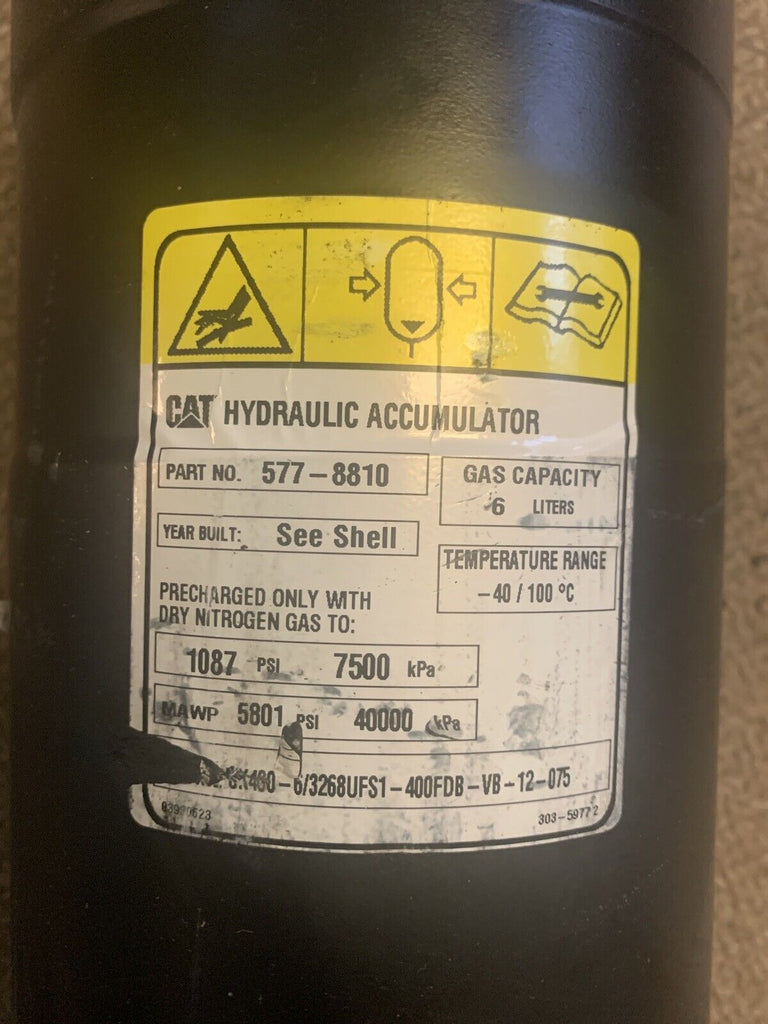 CAT HYDRAULIC ACCUMULATOR
PART NO. 577-8810
GAS CAPACITY
6 LITERS
YEAR BUILT: See Shell
TEMPERATURE RANGE
-40 / 100 °C
PRECHARGED ONLY WITH
DRY NITROGEN GAS TO:
1087 PSI 7500 kPa
MAWP 5801 PSI 40000 kPa
-6/3268UFS1-400FDB-VB-12-075
303-5977 2